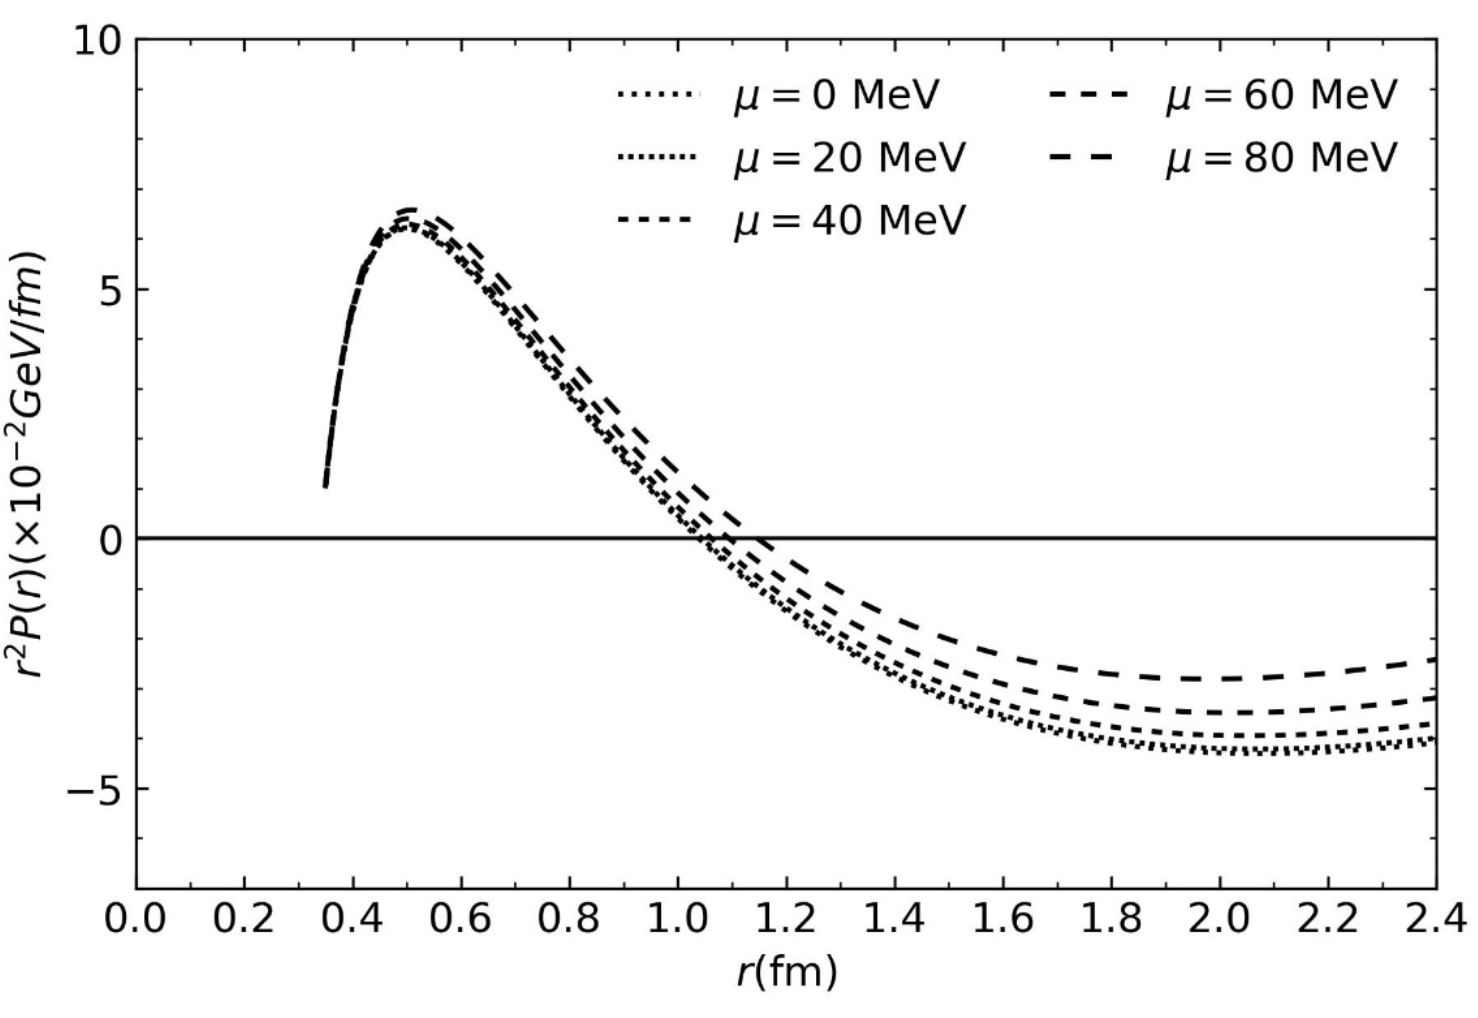 10
5
0
−5
r²P(r)(×10⁻²GeV/fm)
μ = 0 MeV
μ = 20 MeV
μ = 40 MeV
μ = 60 MeV
μ = 80 MeV
0.0 0.2 0.4 0.6 0.8 1.0 1.2 1.4 1.6 1.8 2.0 2.2 2.4
r(fm)